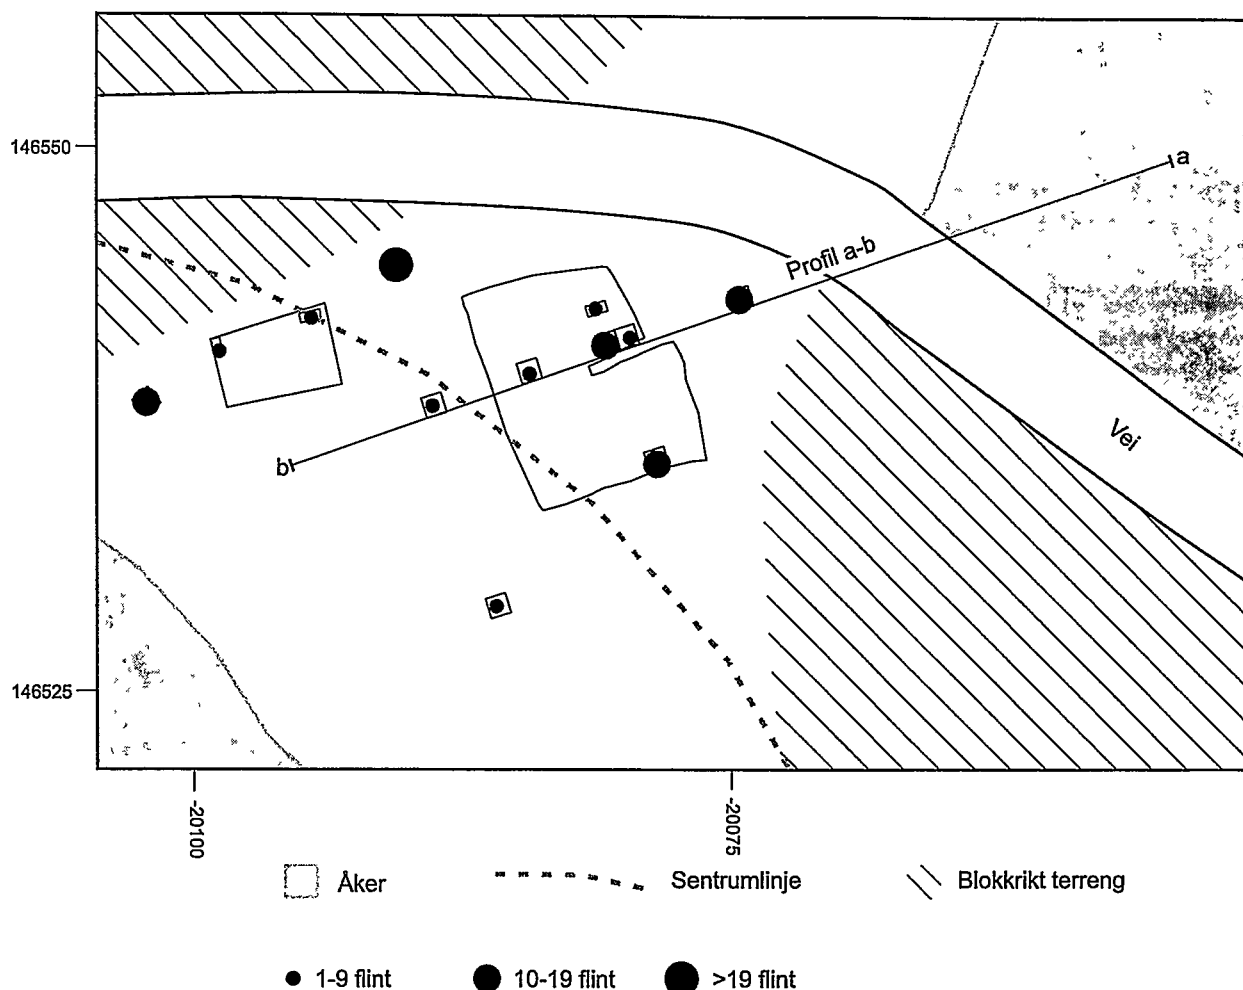 146550
a
Profil a-b
Vei
b
146525
-20100
-20075
Åker
Sentrumlinje
Blokkrikt terreng
1-9 flint
10-19 flint
>19 flint